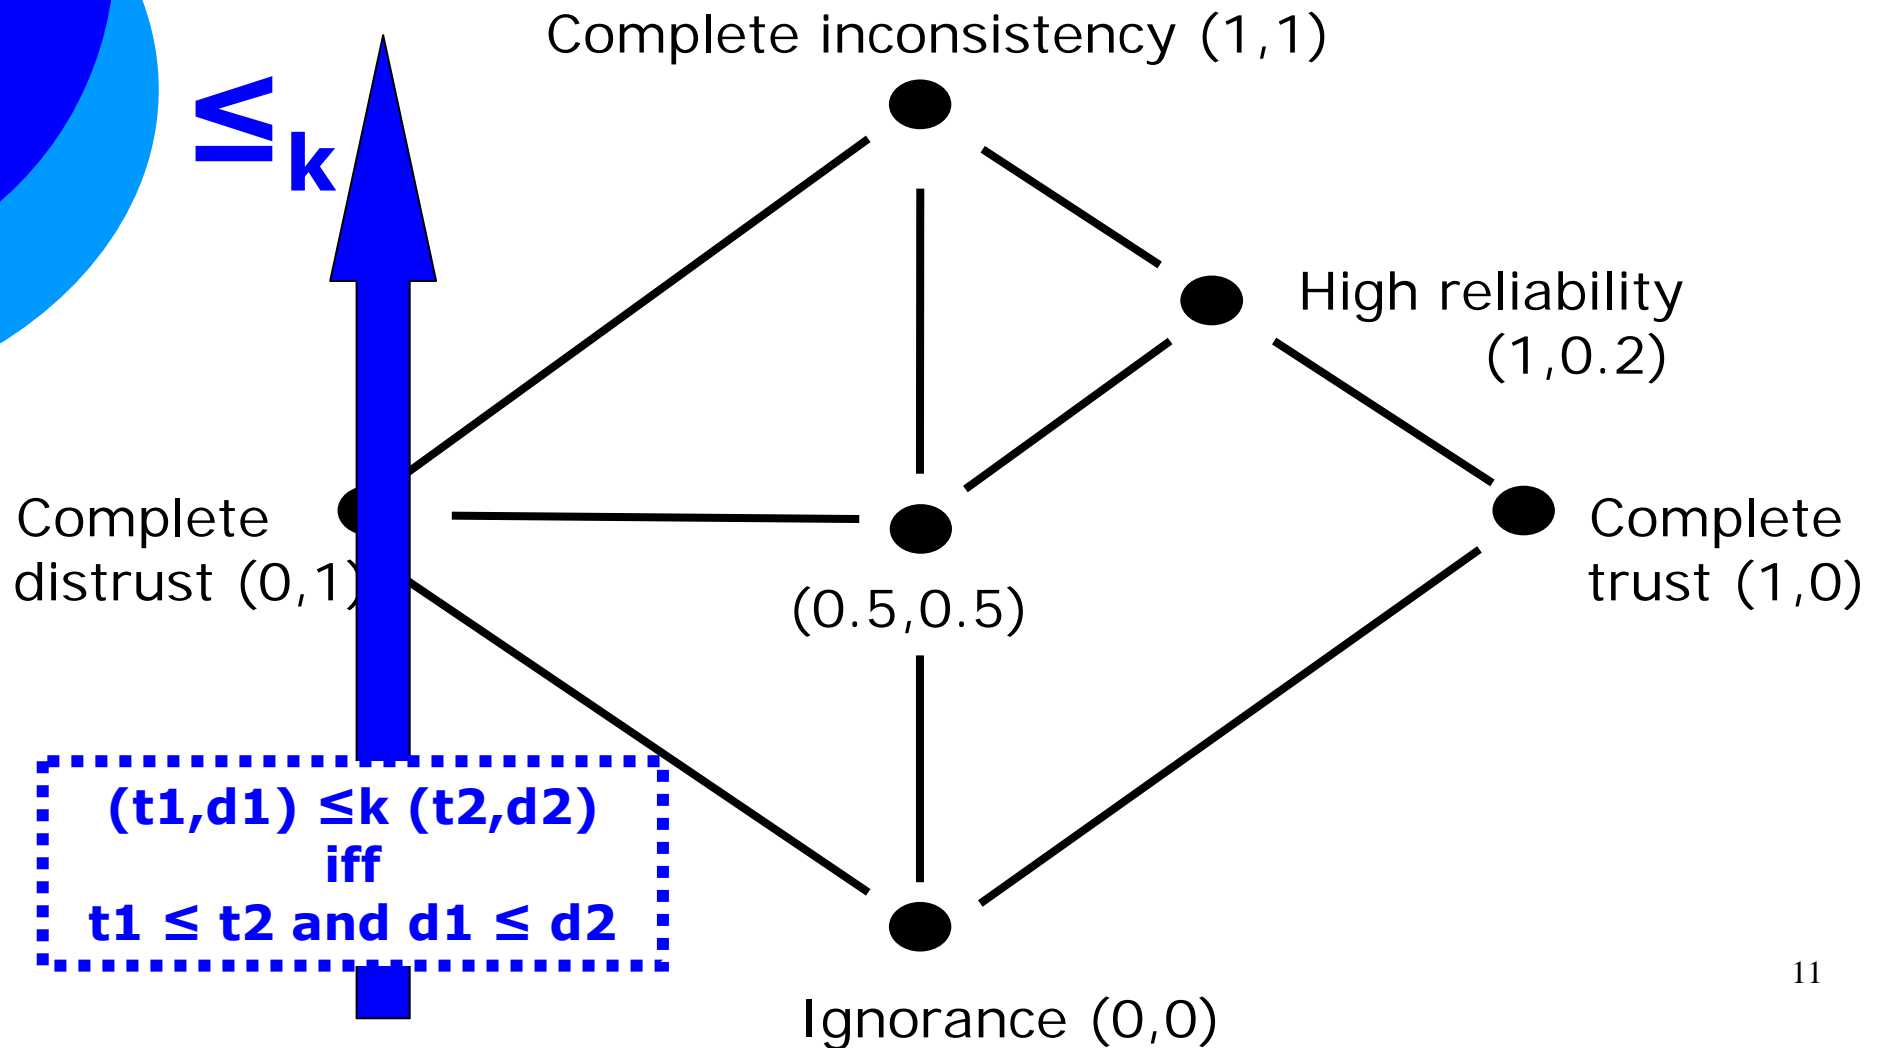 Complete inconsistency (1,1)
≤k
High reliability
(1,0.2)
Complete
distrust (0,1)
(0.5,0.5)
Complete
trust (1,0)
(t1,d1) ≤k (t2,d2)
iff
t1 ≤ t2 and d1 ≤ d2
Ignorance (0,0)
11